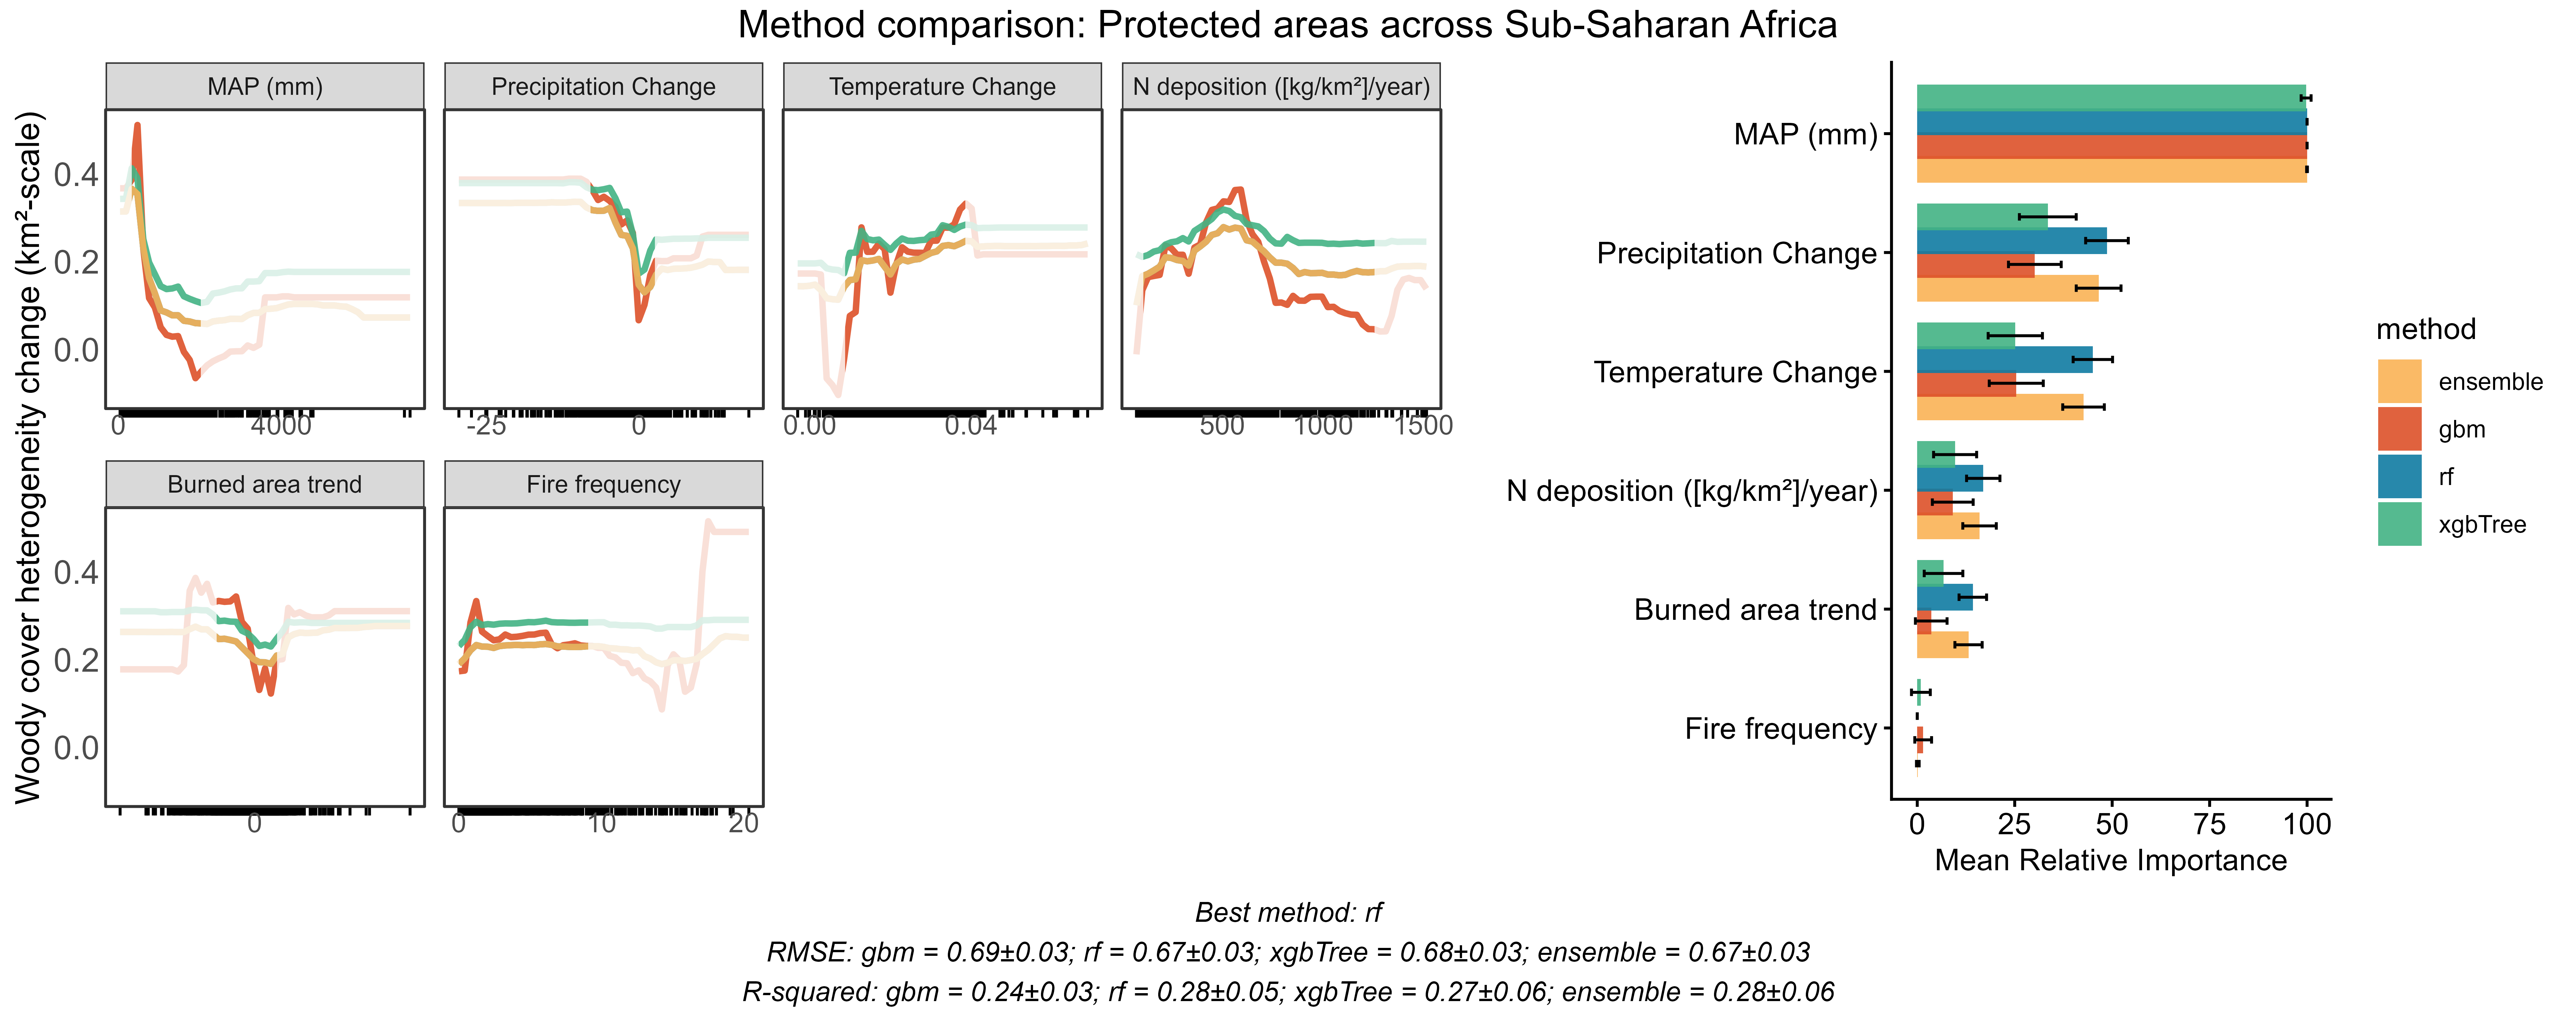 Method comparison: Protected areas across Sub-Saharan Africa
Woody cover heterogeneity change (km²-scale)
MAP (mm)
Precipitation Change
Temperature Change
N deposition ([kg/km²]/year)
0.4
0.2
0.0
0 4000
-25 0
0.00 0.04
500 1000 1500
Burned area trend
Fire frequency
0.4
0.2
0.0
0
0 10 20
MAP (mm)
Precipitation Change
Temperature Change
N deposition ([kg/km²]/year)
Burned area trend
Fire frequency
0 25 50 75 100
Mean Relative Importance
method
ensemble
gbm
rf
xgbTree
Best method: rf
RMSE: gbm = 0.69±0.03; rf = 0.67±0.03; xgbTree = 0.68±0.03; ensemble = 0.67±0.03
R-squared: gbm = 0.24±0.03; rf = 0.28±0.05; xgbTree = 0.27±0.06; ensemble = 0.28±0.06